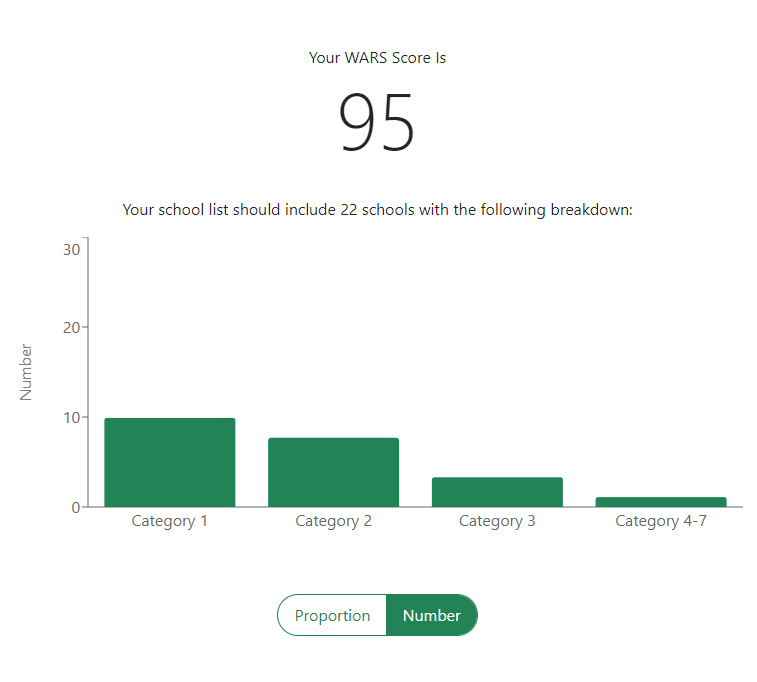 Your WARS Score Is
95
Your school list should include 22 schools with the following breakdown:
30
20
10
0
Number
Category 1 Category 2 Category 3 Category 4-7
Proportion Number